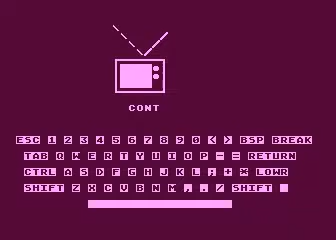 CONT
ESC 1 2 3 4 5 6 7 8 9 0 < > BSP BREAK
TAB Q W E R T Y U I O P - = RETURN
CTRL A S D F G H J K L ; + * LOWR
SHIFT Z X C V B N M , . / SHIFT